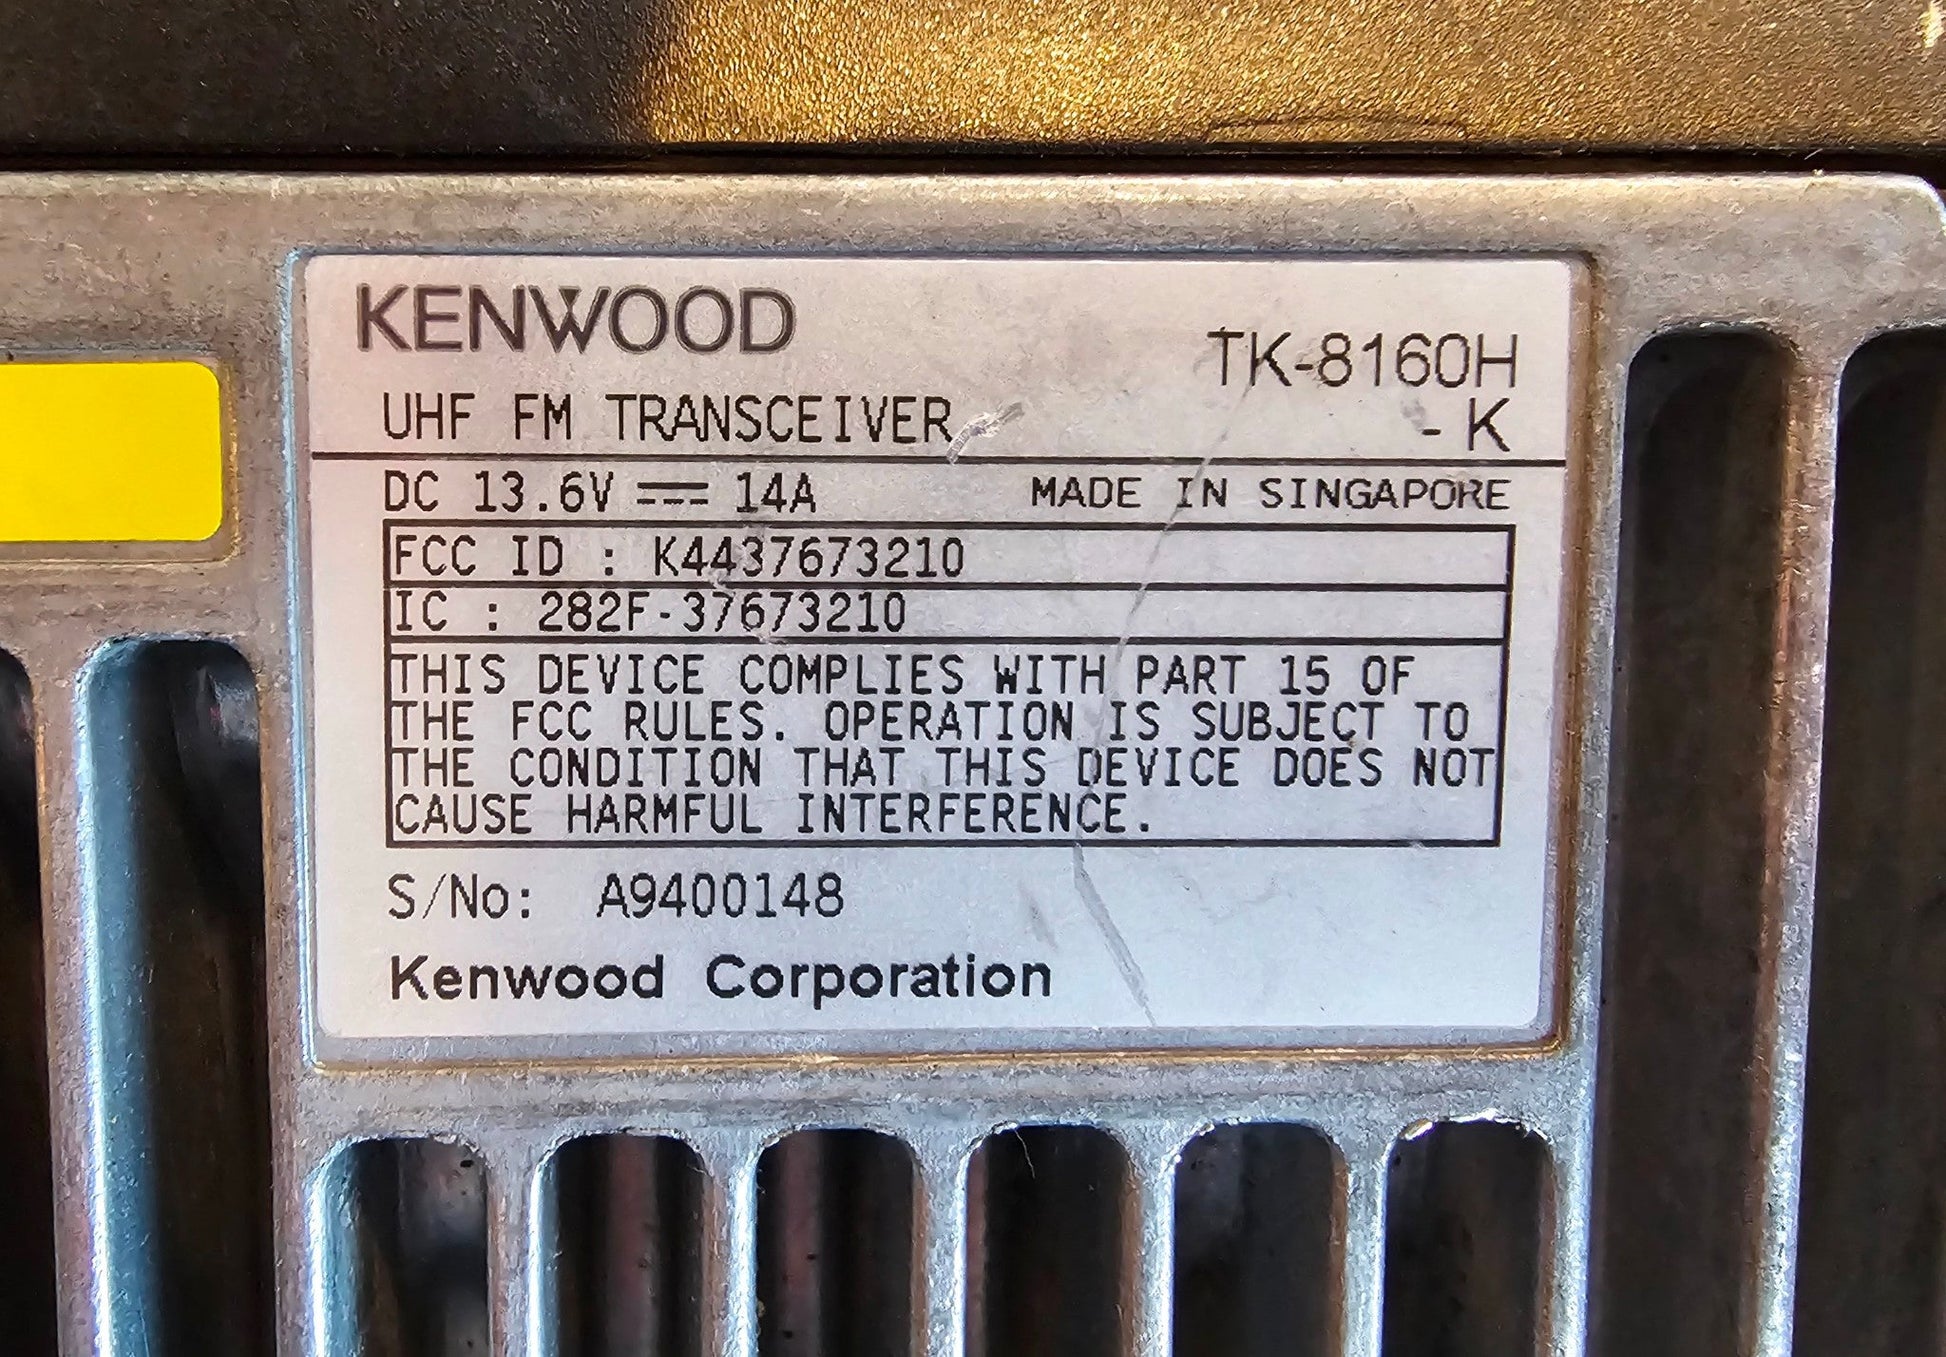 KENWOOD
TK-8160H
UHF FM TRANSCEIVER
- K
DC 13.6V ⎓ 14A
MADE IN SINGAPORE
FCC ID : K4437673210
IC : 282F-37673210
THIS DEVICE COMPLIES WITH PART 15 OF
THE FCC RULES. OPERATION IS SUBJECT TO
THE CONDITION THAT THIS DEVICE DOES NOT
CAUSE HARMFUL INTERFERENCE.
S/No: A9400148
Kenwood Corporation